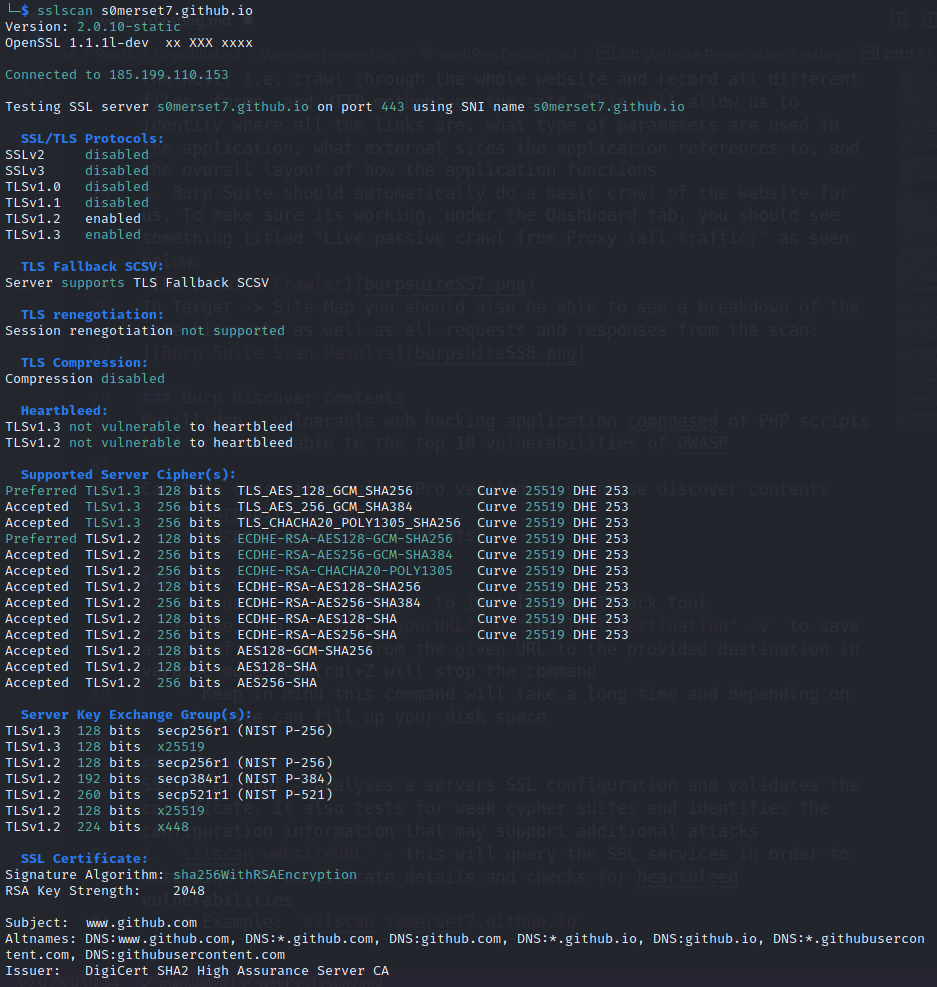 └─$ sslscan s0merset7.github.io
Version: 2.0.10-static
OpenSSL 1.1.1l-dev  xx XXX xxxx
Connected to 185.199.110.153
Testing SSL server s0merset7.github.io on port 443 using SNI name s0merset7.github.io
SSL/TLS Protocols:
SSLv2     disabled
SSLv3     disabled
TLSv1.0   disabled
TLSv1.1   disabled
TLSv1.2   enabled
TLSv1.3   enabled
TLS Fallback SCSV:
Server supports TLS Fallback SCSV
TLS renegotiation:
Session renegotiation not supported
TLS Compression:
Compression disabled
Heartbleed:
TLSv1.3 not vulnerable to heartbleed
TLSv1.2 not vulnerable to heartbleed
Supported Server Cipher(s):
Preferred TLSv1.3  128 bits  TLS_AES_128_GCM_SHA256        Curve 25519 DHE 253
Accepted  TLSv1.3  256 bits  TLS_AES_256_GCM_SHA384        Curve 25519 DHE 253
Accepted  TLSv1.3  256 bits  TLS_CHACHA20_POLY1305_SHA256  Curve 25519 DHE 253
Preferred TLSv1.2  128 bits  ECDHE-RSA-AES128-GCM-SHA256   Curve 25519 DHE 253
Accepted  TLSv1.2  256 bits  ECDHE-RSA-AES256-GCM-SHA384   Curve 25519 DHE 253
Accepted  TLSv1.2  256 bits  ECDHE-RSA-CHACHA20-POLY1305   Curve 25519 DHE 253
Accepted  TLSv1.2  128 bits  ECDHE-RSA-AES128-SHA256       Curve 25519 DHE 253
Accepted  TLSv1.2  256 bits  ECDHE-RSA-AES256-SHA384       Curve 25519 DHE 253
Accepted  TLSv1.2  128 bits  ECDHE-RSA-AES128-SHA          Curve 25519 DHE 253
Accepted  TLSv1.2  256 bits  ECDHE-RSA-AES256-SHA          Curve 25519 DHE 253
Accepted  TLSv1.2  128 bits  AES128-GCM-SHA256
Accepted  TLSv1.2  128 bits  AES128-SHA
Accepted  TLSv1.2  256 bits  AES256-SHA
Server Key Exchange Group(s):
TLSv1.3  128 bits  secp256r1 (NIST P-256)
TLSv1.3  128 bits  x25519
TLSv1.2  128 bits  secp256r1 (NIST P-256)
TLSv1.2  192 bits  secp384r1 (NIST P-384)
TLSv1.2  260 bits  secp521r1 (NIST P-521)
TLSv1.2  128 bits  x25519
TLSv1.2  224 bits  x448
SSL Certificate:
Signature Algorithm: sha256WithRSAEncryption
RSA Key Strength:    2048
Subject:  www.github.com
Altnames: DNS:www.github.com, DNS:*.github.com, DNS:github.com, DNS:*.github.io, DNS:github.io, DNS:*.githubusercon
tent.com, DNS:githubusercontent.com
Issuer:   DigiCert SHA2 High Assurance Server CA